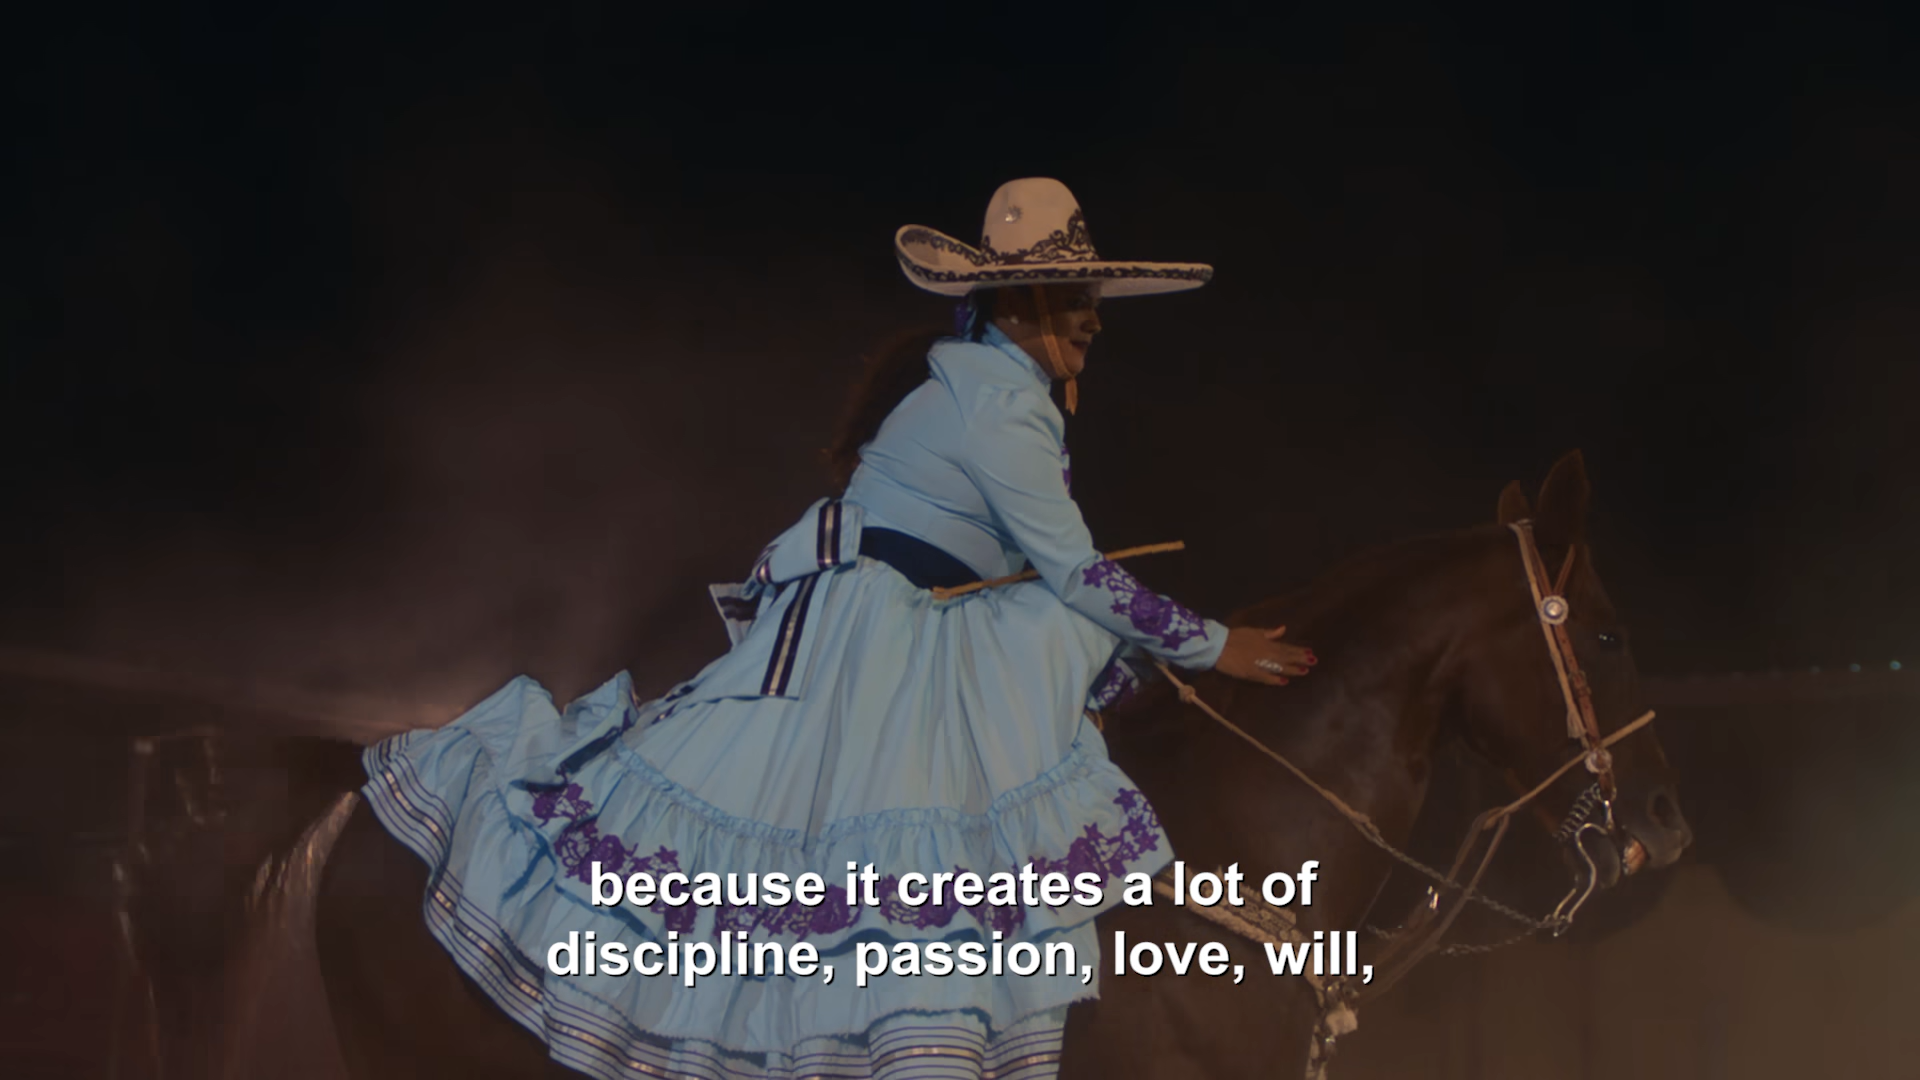 because it creates a lot of
discipline, passion, love, will,